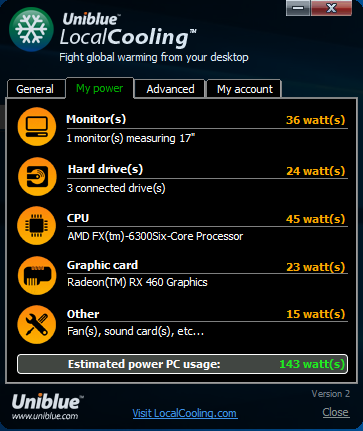 Uniblue
LocalCooling™
Fight global warming from your desktop
General
My power
Advanced
My account
Monitor(s) 36 watt(s)
1 monitor(s) measuring 17"
Hard drive(s) 24 watt(s)
3 connected drive(s)
CPU 45 watt(s)
AMD FX(tm)-6300Six-Core Processor
Graphic card 23 watt(s)
Radeon(TM) RX 460 Graphics
Other 15 watt(s)
Fan(s), sound card(s), etc...
Estimated power PC usage: 143 watt(s)
Version 2
Uniblue™
www.uniblue.com
Visit LocalCooling.com
Close